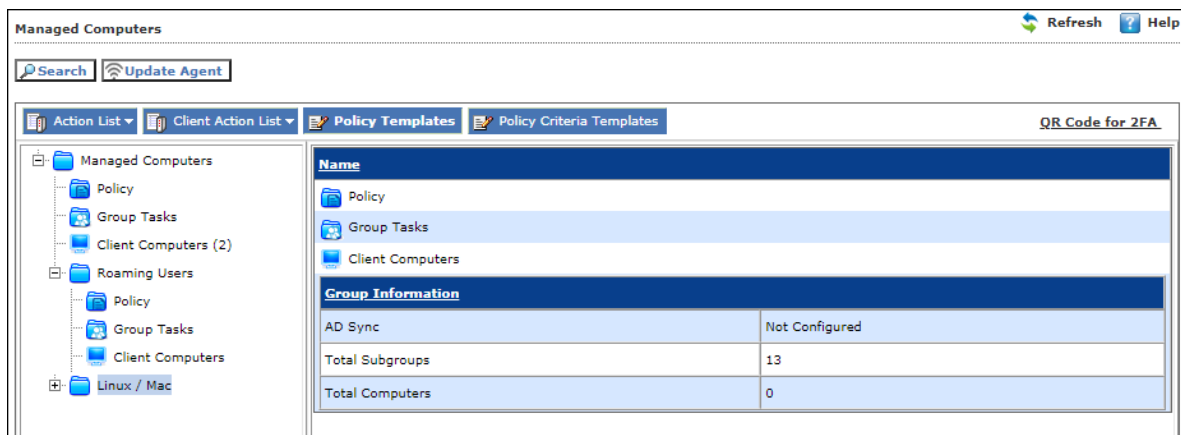 Managed Computers
Refresh Help
Search Update Agent
Action List Client Action List Policy Templates Policy Criteria Templates QR Code for 2FA
Managed Computers
Policy
Group Tasks
Client Computers (2)
Roaming Users
Policy
Group Tasks
Client Computers
Linux / Mac
Name
Policy
Group Tasks
Client Computers
Group Information
AD Sync Not Configured
Total Subgroups 13
Total Computers 0